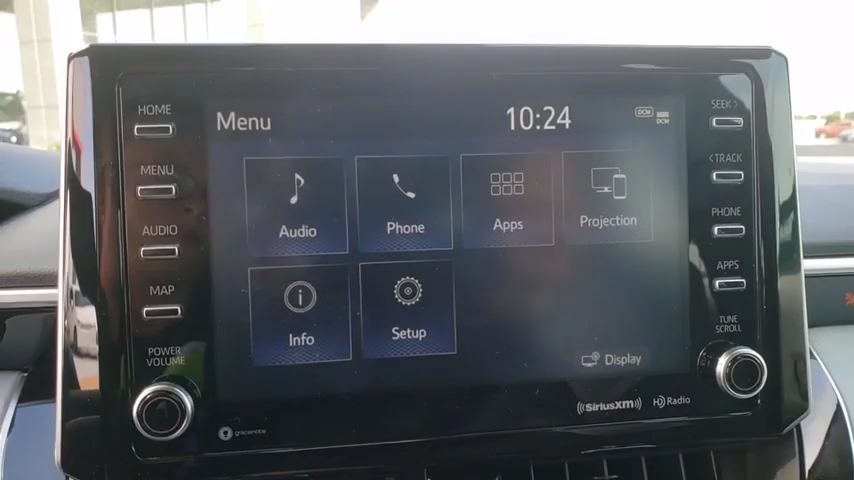 HOME
MENU
AUDIO
MAP
POWER
VOLUME
Menu
10:24
DCM
DCM
Audio
Phone
Apps
Projection
Info
Setup
Display
SEEK >
< TRACK
PHONE
APPS
TUNE
SCROLL
gracenote
((SiriusXM))
HD Radio